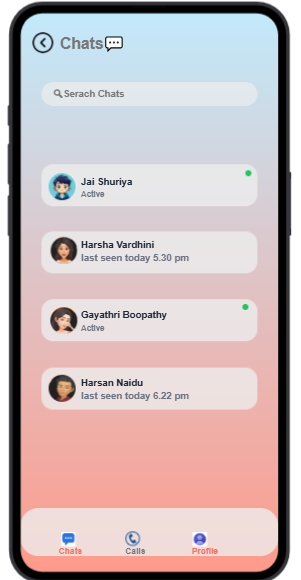 Chats
Serach Chats
Jai Shuriya
Active
Harsha Vardhini
last seen today 5.30 pm
Gayathri Boopathy
Active
Harsan Naidu
last seen today 6.22 pm
Chats Calls Profile